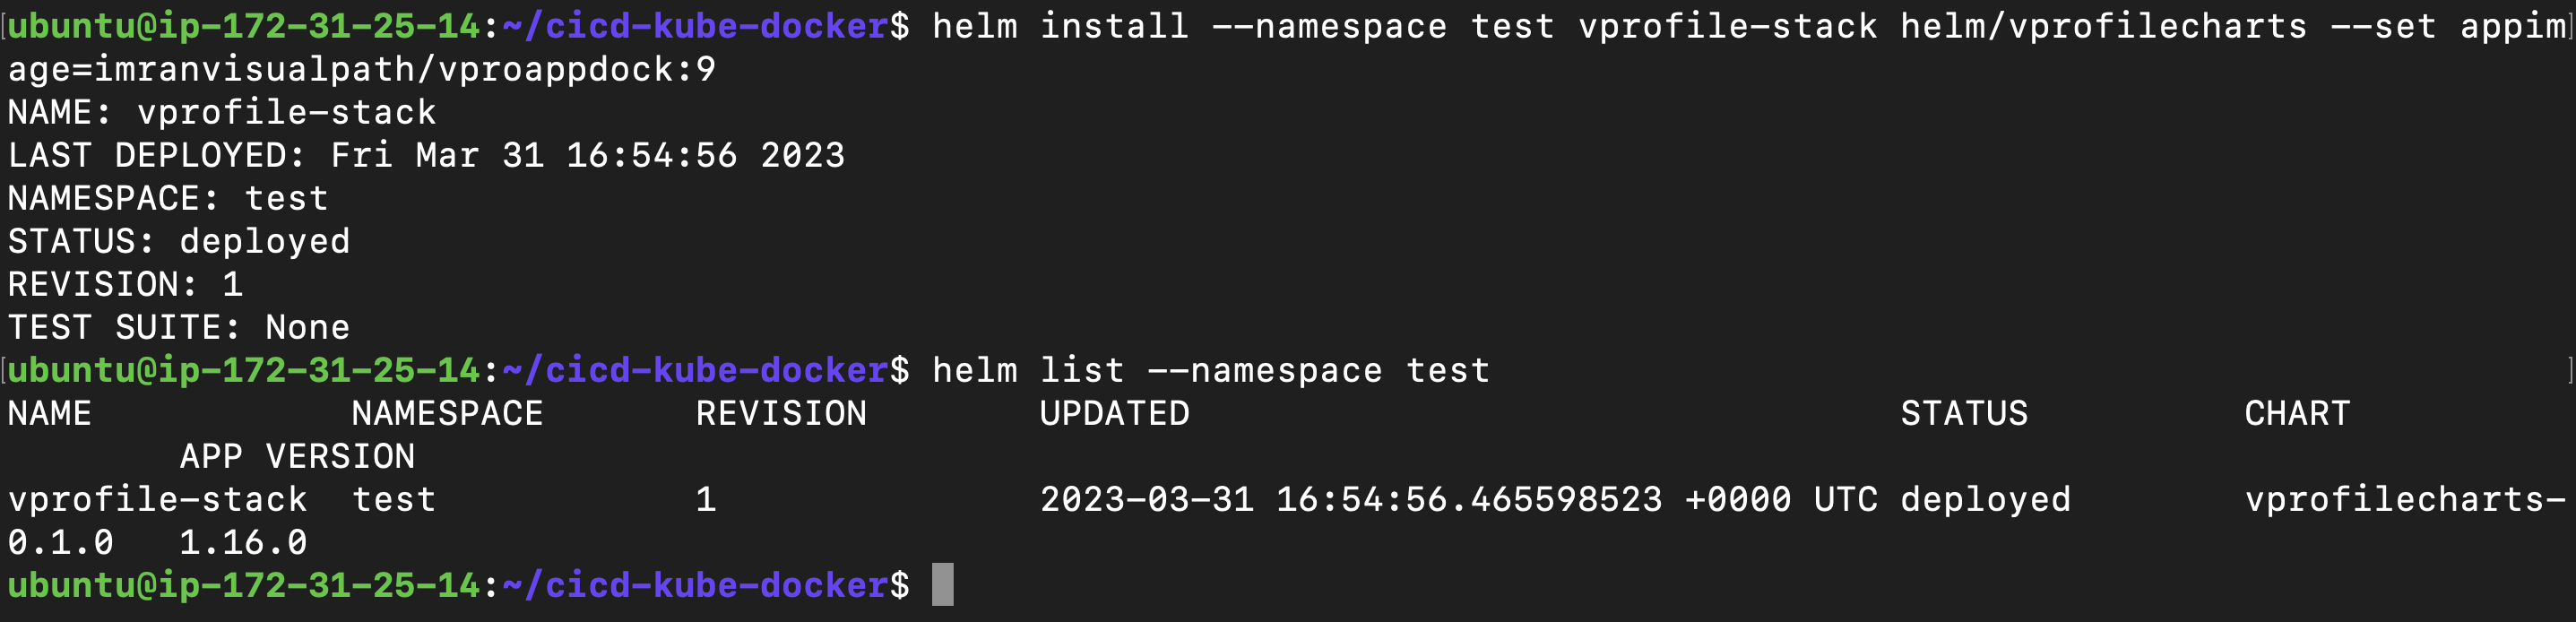 ubuntu@ip-172-31-25-14:~/cicd-kube-docker$ helm install --namespace test vprofile-stack helm/vprofilecharts --set appim
age=imranvisualpath/vproappdock:9
NAME: vprofile-stack
LAST DEPLOYED: Fri Mar 31 16:54:56 2023
NAMESPACE: test
STATUS: deployed
REVISION: 1
TEST SUITE: None
ubuntu@ip-172-31-25-14:~/cicd-kube-docker$ helm list --namespace test
NAME NAMESPACE REVISION UPDATED STATUS CHART
APP VERSION
vprofile-stack test 1 2023-03-31 16:54:56.465598523 +0000 UTC deployed vprofilecharts-
0.1.0 1.16.0
ubuntu@ip-172-31-25-14:~/cicd-kube-docker$